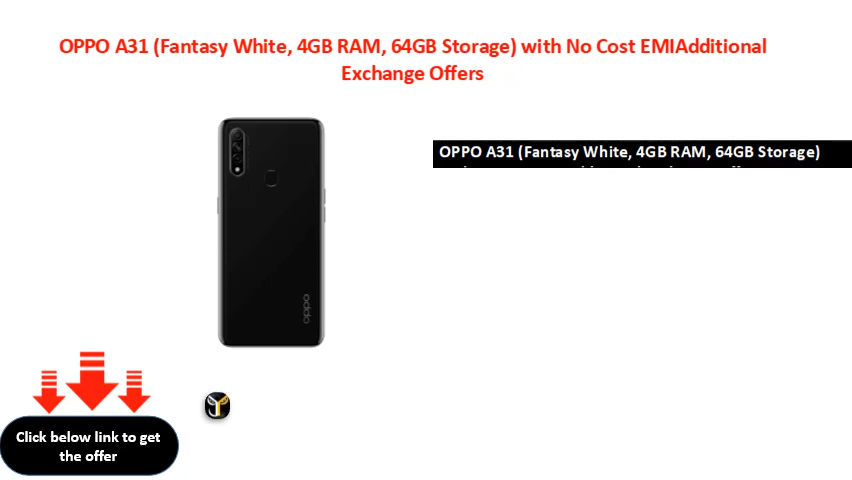 OPPO A31 (Fantasy White, 4GB RAM, 64GB Storage) with No Cost EMIAdditional
Exchange Offers
OPPO A31 (Fantasy White, 4GB RAM, 64GB Storage)
oppo
Click below link to get
the offer